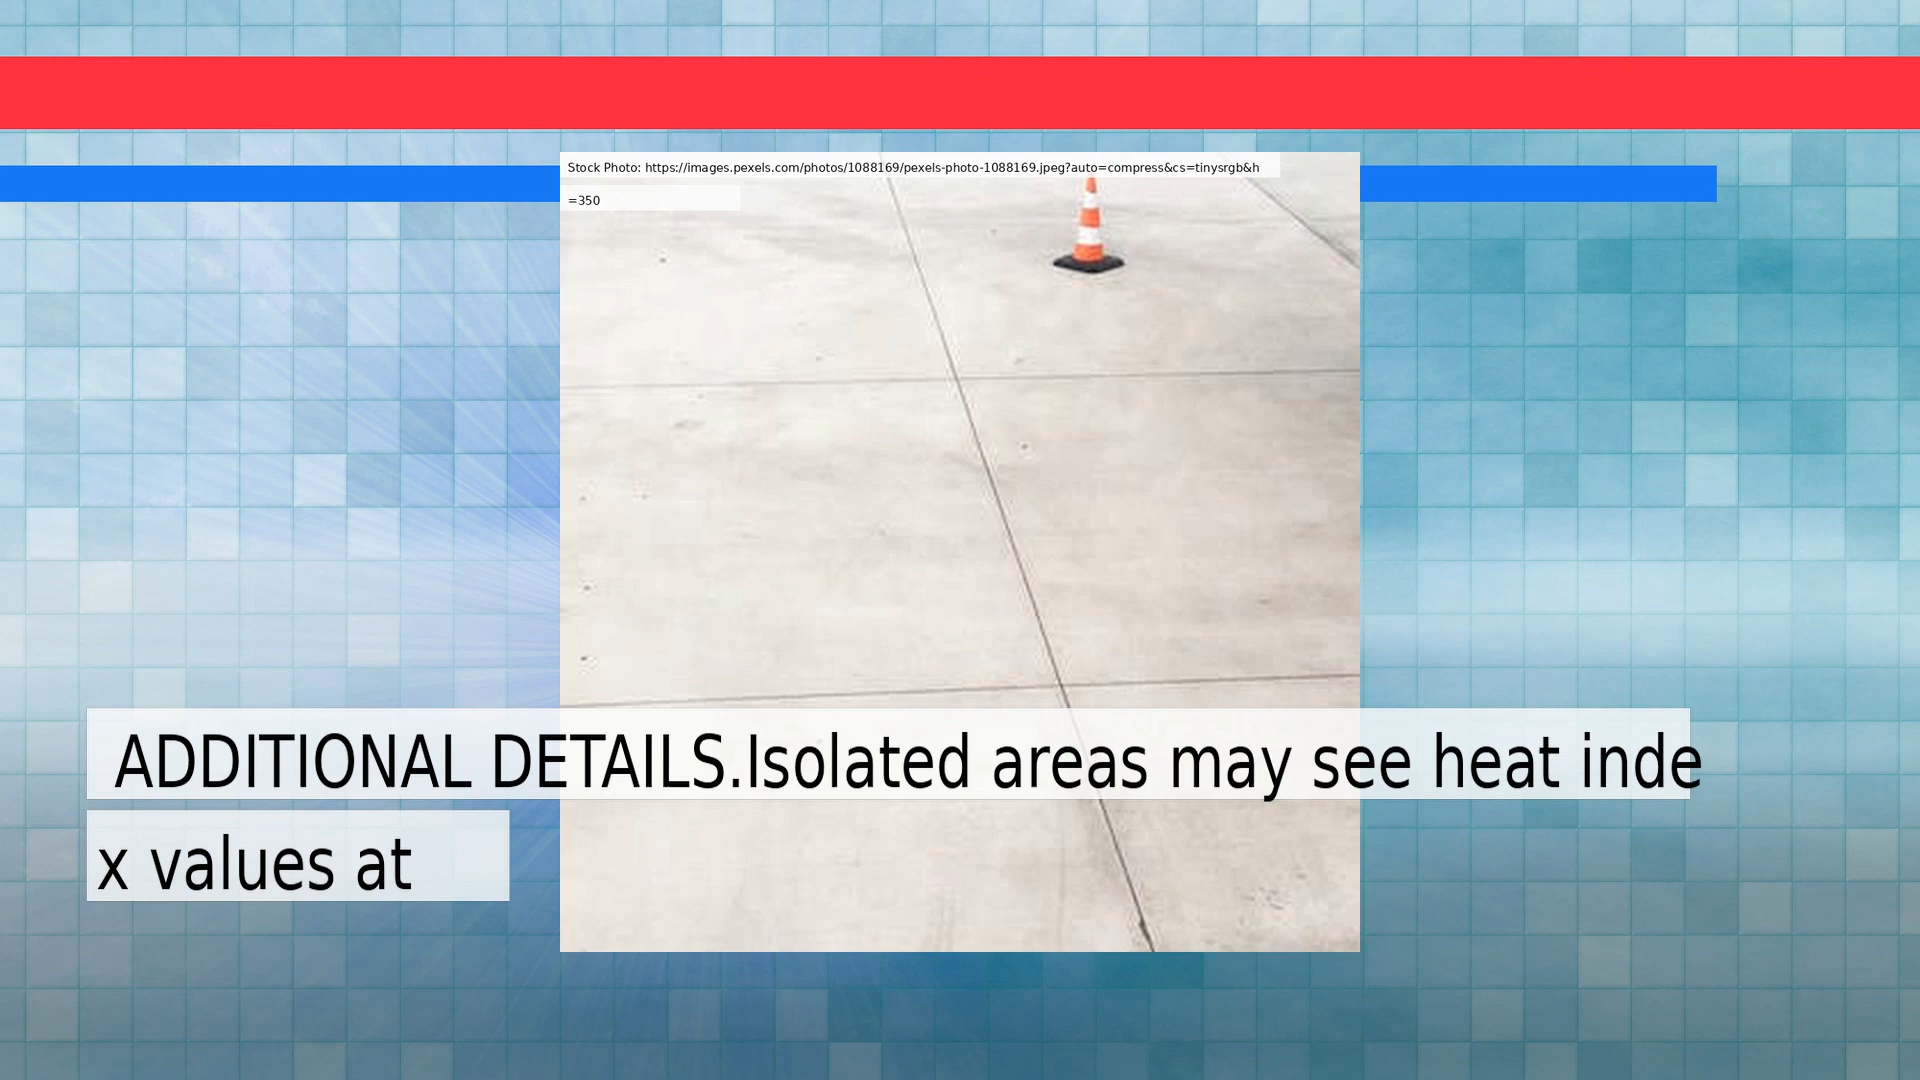 Stock Photo: https://images.pexels.com/photos/1088169/pexels-photo-1088169.jpeg?auto=compress&cs=tinysrgb&h
=350
ADDITIONAL DETAILS.Isolated areas may see heat inde
x values at